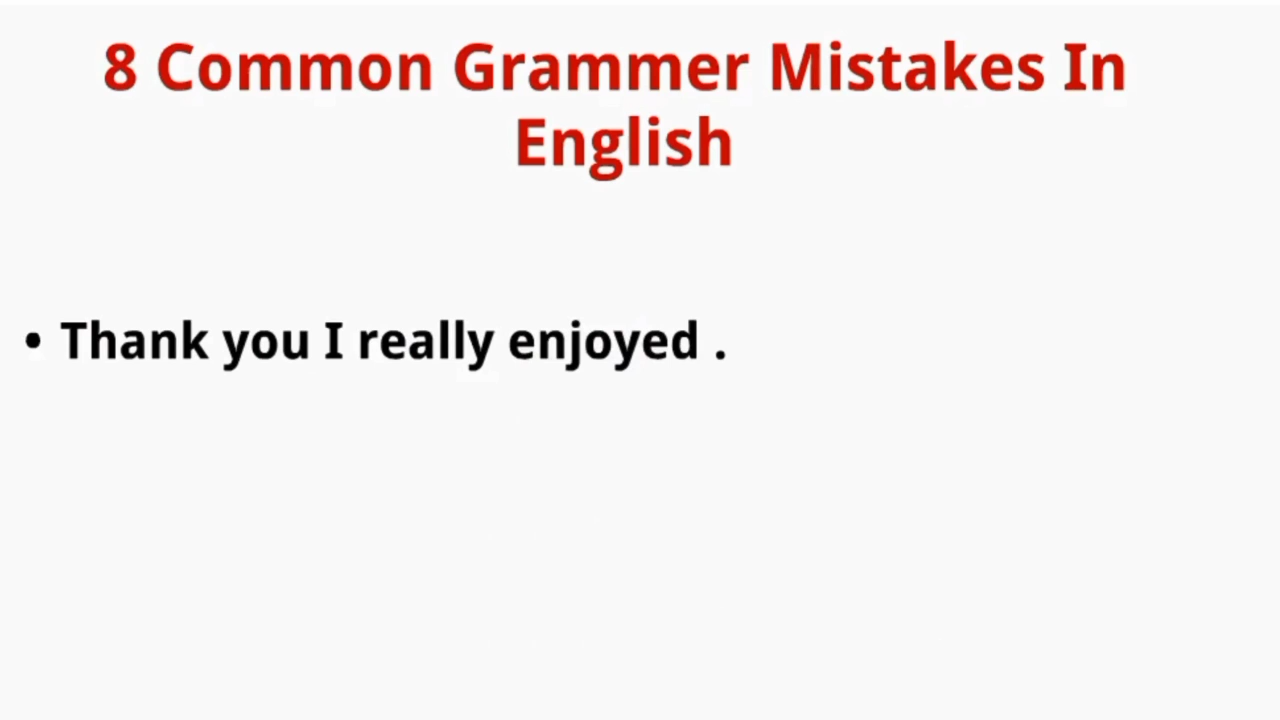 8 Common Grammer Mistakes In
English
• Thank you I really enjoyed .